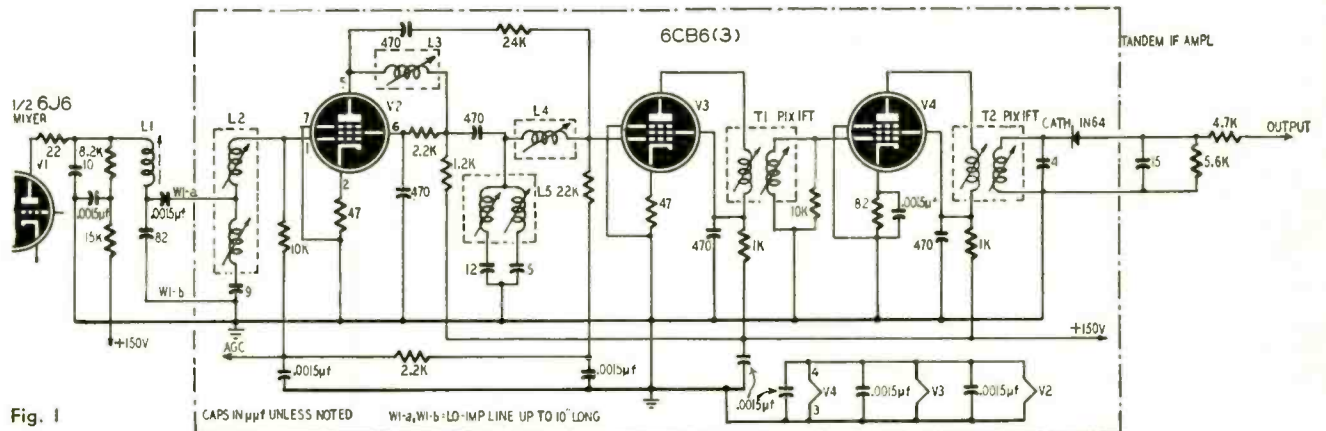 6CB6(3)
TANDEM IF AMPL
1/2 6J6
MIXER
V1
22
8.2K
10
.0015µf
15K
+150V
L1
W1-a
.0015µf
82
W1-b
L2
9
10K
AGC
.0015µf
2.2K
.0015µf
470
L3
24K
5
7
1
6
2
V2
47
2.2K
470
1.2K
470
L4
L5
22K
12
5
V3
47
470
1K
T1 PIX IFT
10K
V4
82
.0015µ
470
1K
T2 PIX IFT
CATH
IN64
4
15
5.6K
4.7K
OUTPUT
+150V
.0015µf
4
V4
3
.0015µf
V3
.0015µf
V2
Fig. 1
CAPS IN µµf UNLESS NOTED
W1-a, W1-b = LO-IMP LINE UP TO 10" LONG